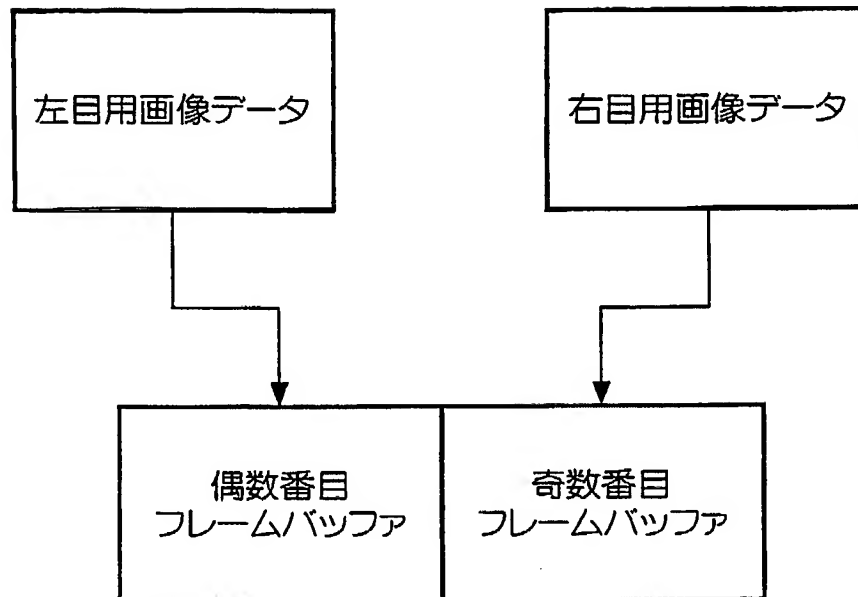 左目用画像データ
右目用画像データ
偶数番目
フレームバッファ
奇数番目
フレームバッファ